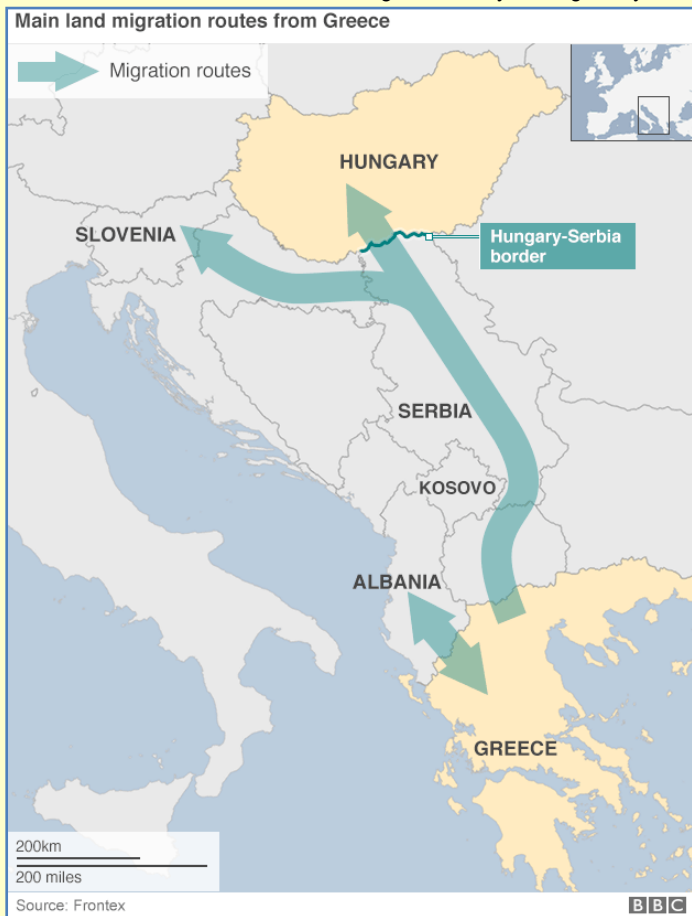 Main land migration routes from Greece
Migration routes
HUNGARY
SLOVENIA
Hungary-Serbia
border
SERBIA
KOSOVO
ALBANIA
GREECE
200km
200 miles
Source: Frontex
BBC